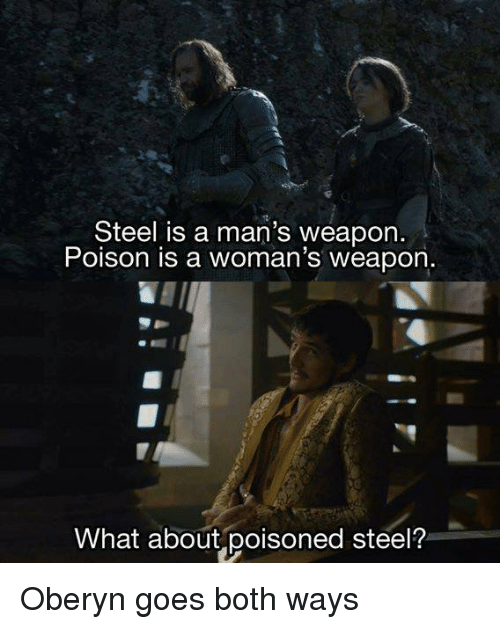 Steel is a man's weapon.
Poison is a woman's weapon.
What about poisoned steel?
Oberyn goes both ways